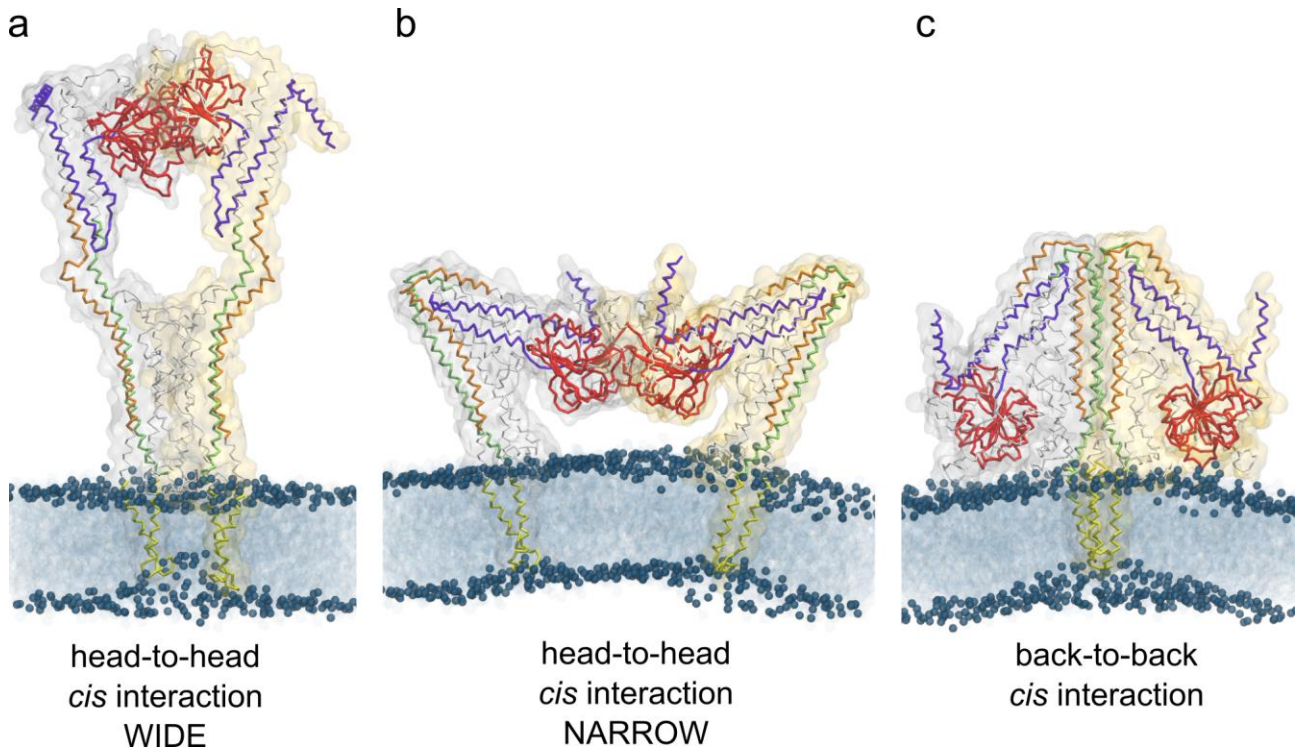 a
b
c
head-to-head
cis interaction
WIDE
head-to-head
cis interaction
NARROW
back-to-back
cis interaction